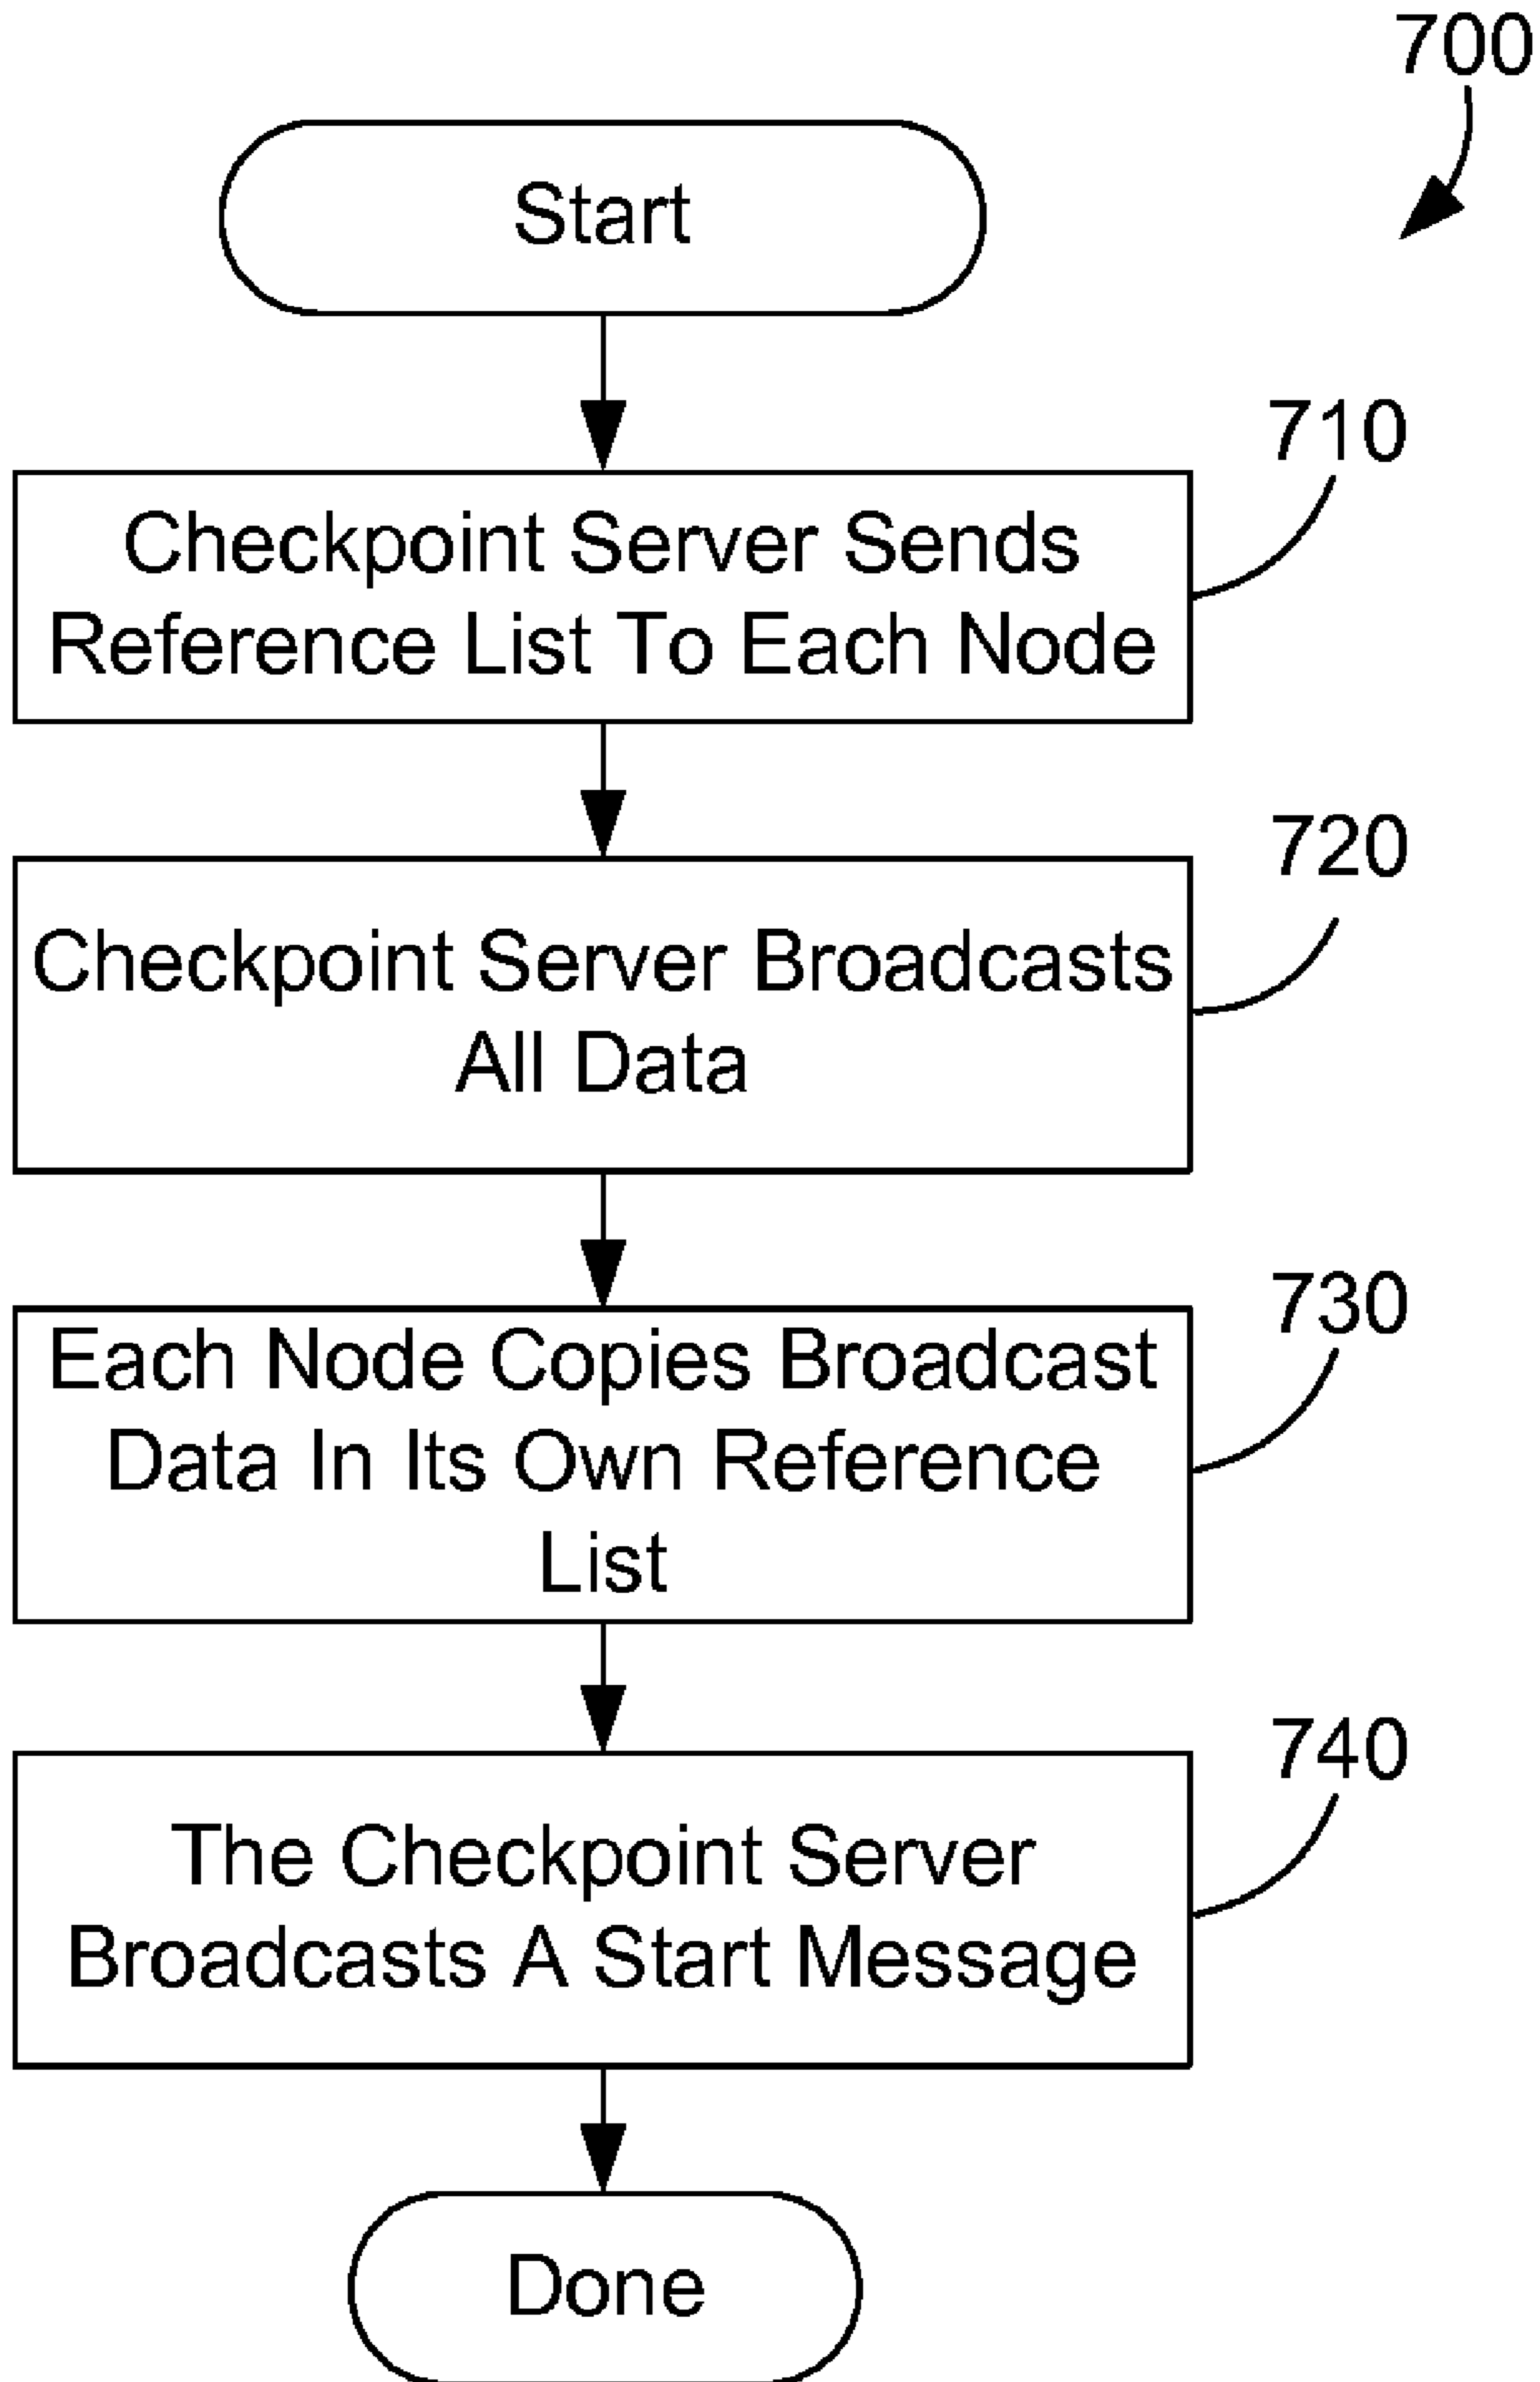 700
Start
710
Checkpoint Server Sends
Reference List To Each Node
720
Checkpoint Server Broadcasts
All Data
730
Each Node Copies Broadcast
Data In Its Own Reference
List
740
The Checkpoint Server
Broadcasts A Start Message
Done